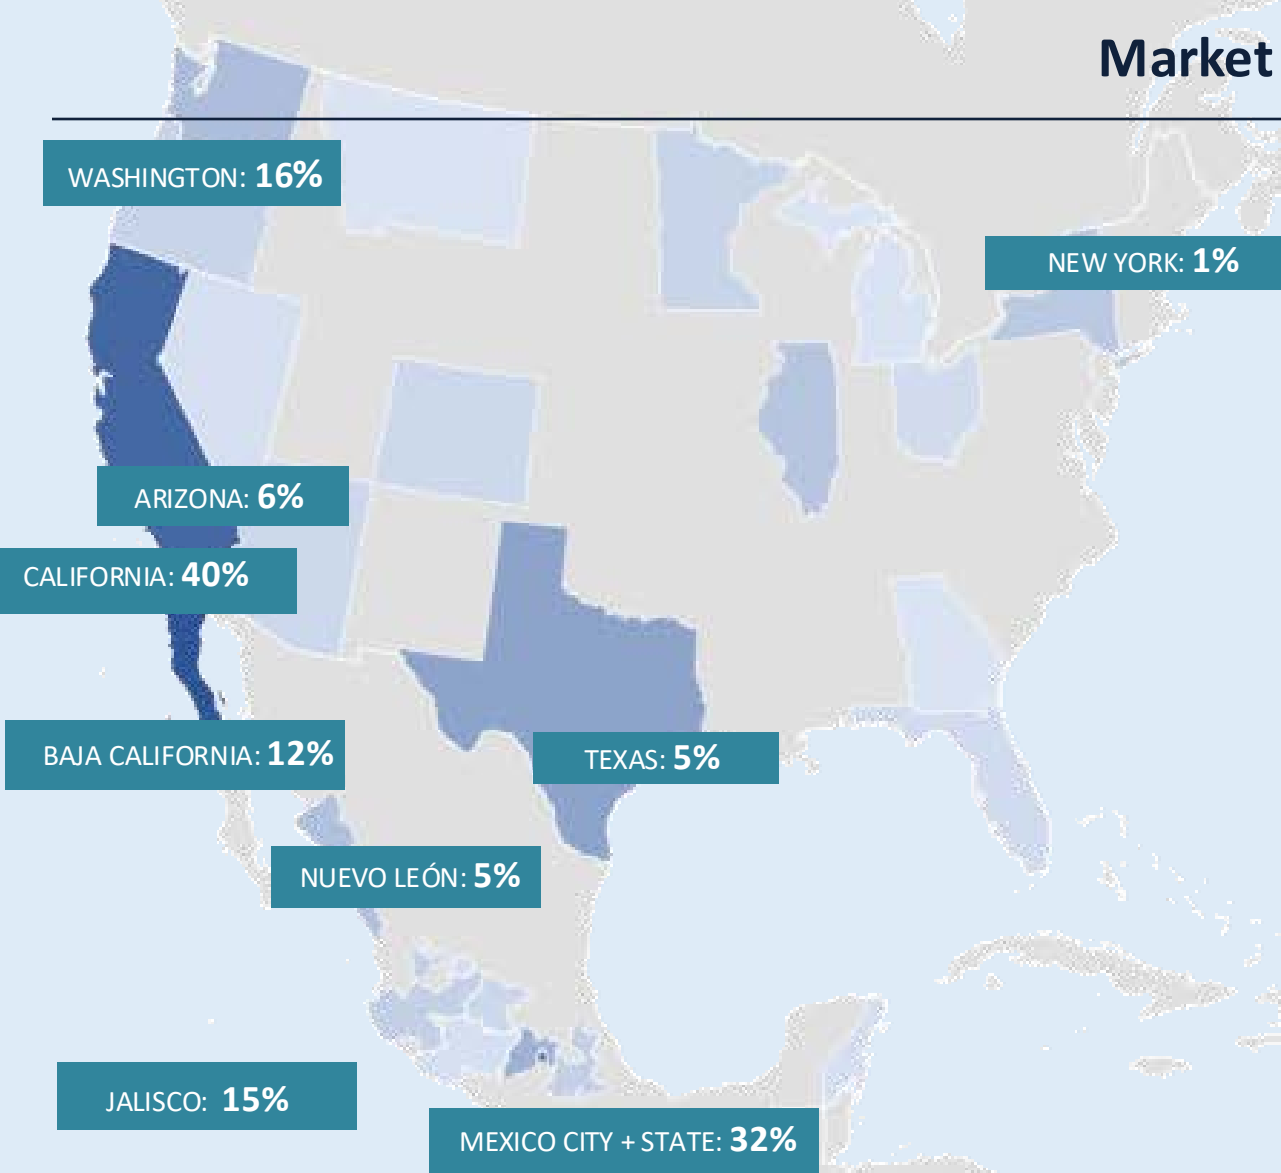 Market
WASHINGTON: 16%
NEW YORK: 1%
ARIZONA: 6%
CALIFORNIA: 40%
BAJA CALIFORNIA: 12%
TEXAS: 5%
NUEVO LEÓN: 5%
JALISCO: 15%
MEXICO CITY + STATE: 32%